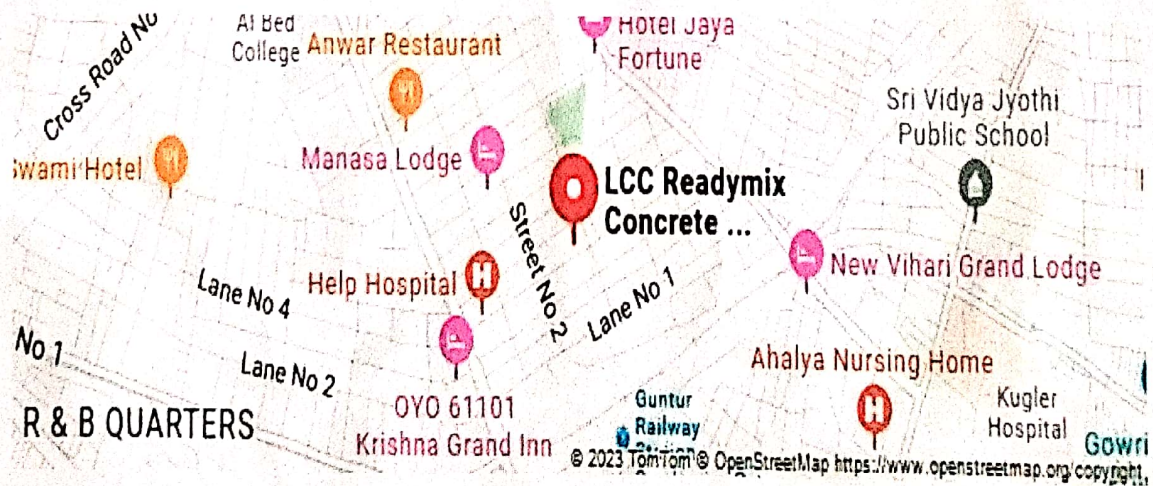 Cross Road No
Al Bed
College
Anwar Restaurant
Hotel Jaya
Fortune
Sri Vidya Jyothi
Public School
Swami Hotel
Manasa Lodge
LCC Readymix
Concrete ...
Street No 2
New Vihari Grand Lodge
Help Hospital
Lane No 4
Lane No 1
No 1
Lane No 2
Ahalya Nursing Home
R & B QUARTERS
OYO 61101
Krishna Grand Inn
Guntur
Railway
Station
Kugler
Hospital
Gowri
© 2023 TomTom © OpenStreetMap https://www.openstreetmap.org/copyright